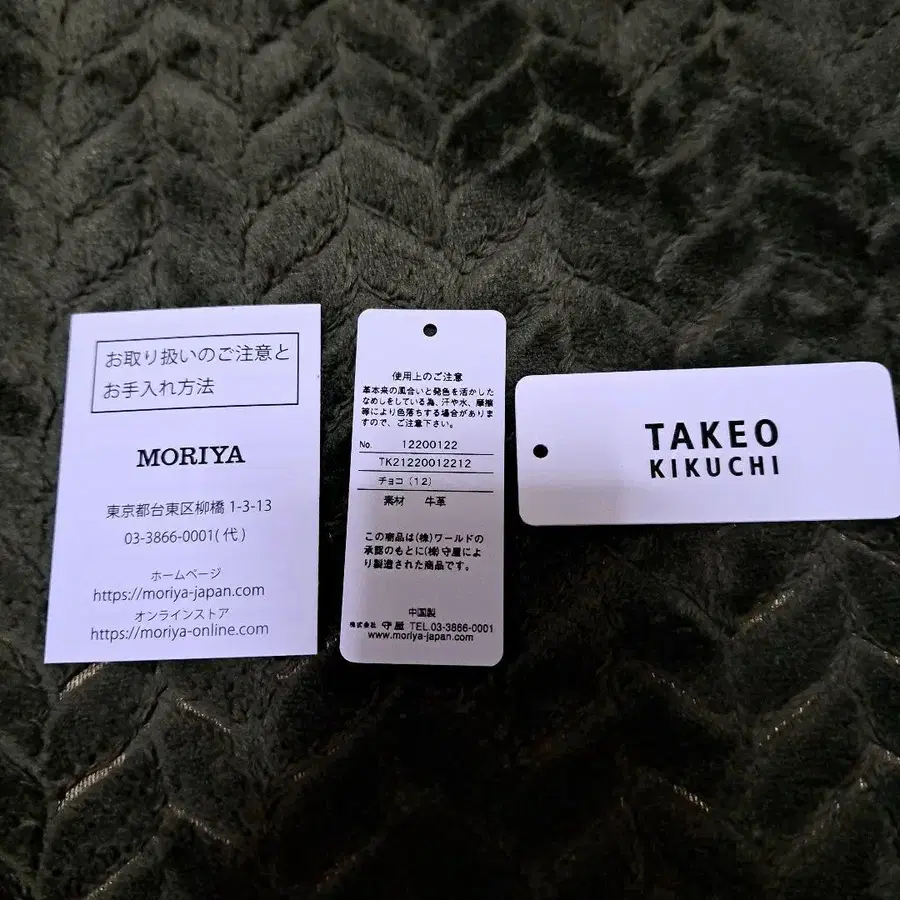 お取り扱いのご注意と
お手入れ方法
MORIYA
東京都台東区柳橋 1-3-13
03-3866-0001( 代 )
ホームページ
https://moriya-japan.com
オンラインストア
https://moriya-online.com
使用上のご注意
革本来の風合いと発色を活かした
なめしをしている為、汗や水、摩擦
等により色落ちする場合がありま
すので、ご注意下さい。
No. 12200122
TK21220012212
チョコ (12)
素材 牛革
この商品は(株)ワールドの
承認のもとに(株)守屋によ
り製造された商品です。
中国製
株式会社 守屋 TEL.03-3866-0001
www.moriya-japan.com
TAKEO
KIKUCHI